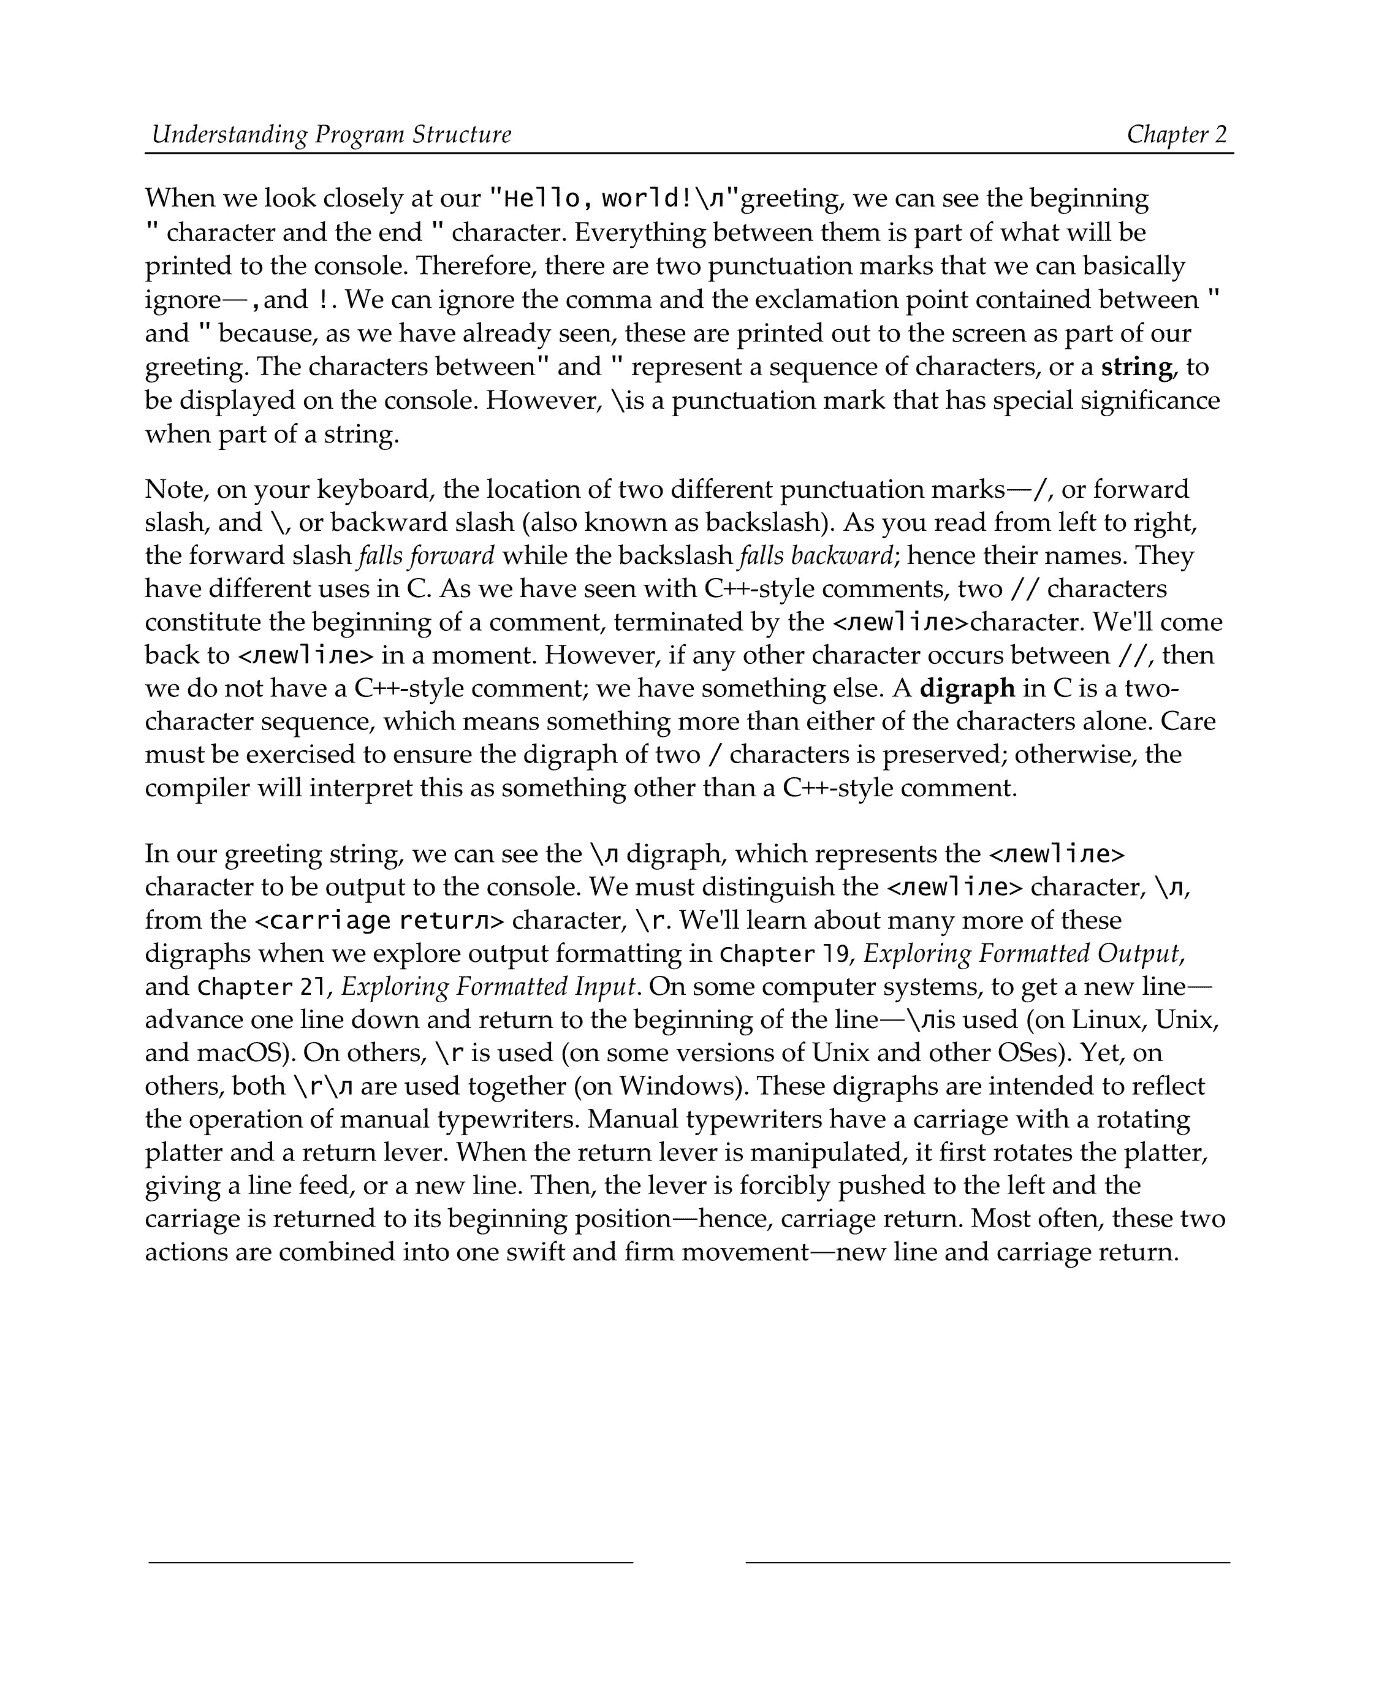 Understanding Program Structure Chapter 2
When we look closely at our "Hello, world!\л"greeting, we can see the beginning
" character and the end " character. Everything between them is part of what will be
printed to the console. Therefore, there are two punctuation marks that we can basically
ignore—,and !. We can ignore the comma and the exclamation point contained between "
and " because, as we have already seen, these are printed out to the screen as part of our
greeting. The characters between" and " represent a sequence of characters, or a string, to
be displayed on the console. However, \is a punctuation mark that has special significance
when part of a string.
Note, on your keyboard, the location of two different punctuation marks—/, or forward
slash, and \, or backward slash (also known as backslash). As you read from left to right,
the forward slash falls forward while the backslash falls backward; hence their names. They
have different uses in C. As we have seen with C++-style comments, two // characters
constitute the beginning of a comment, terminated by the <лewliлe>character. We'll come
back to <лewliлe> in a moment. However, if any other character occurs between //, then
we do not have a C++-style comment; we have something else. A digraph in C is a two-
character sequence, which means something more than either of the characters alone. Care
must be exercised to ensure the digraph of two / characters is preserved; otherwise, the
compiler will interpret this as something other than a C++-style comment.
In our greeting string, we can see the \л digraph, which represents the <лewliлe>
character to be output to the console. We must distinguish the <лewliлe> character, \л,
from the <carriage returл> character, \r. We'll learn about many more of these
digraphs when we explore output formatting in Chapter 19, Exploring Formatted Output,
and Chapter 21, Exploring Formatted Input. On some computer systems, to get a new line—
advance one line down and return to the beginning of the line—\лis used (on Linux, Unix,
and macOS). On others, \r is used (on some versions of Unix and other OSes). Yet, on
others, both \r\л are used together (on Windows). These digraphs are intended to reflect
the operation of manual typewriters. Manual typewriters have a carriage with a rotating
platter and a return lever. When the return lever is manipulated, it first rotates the platter,
giving a line feed, or a new line. Then, the lever is forcibly pushed to the left and the
carriage is returned to its beginning position—hence, carriage return. Most often, these two
actions are combined into one swift and firm movement—new line and carriage return.